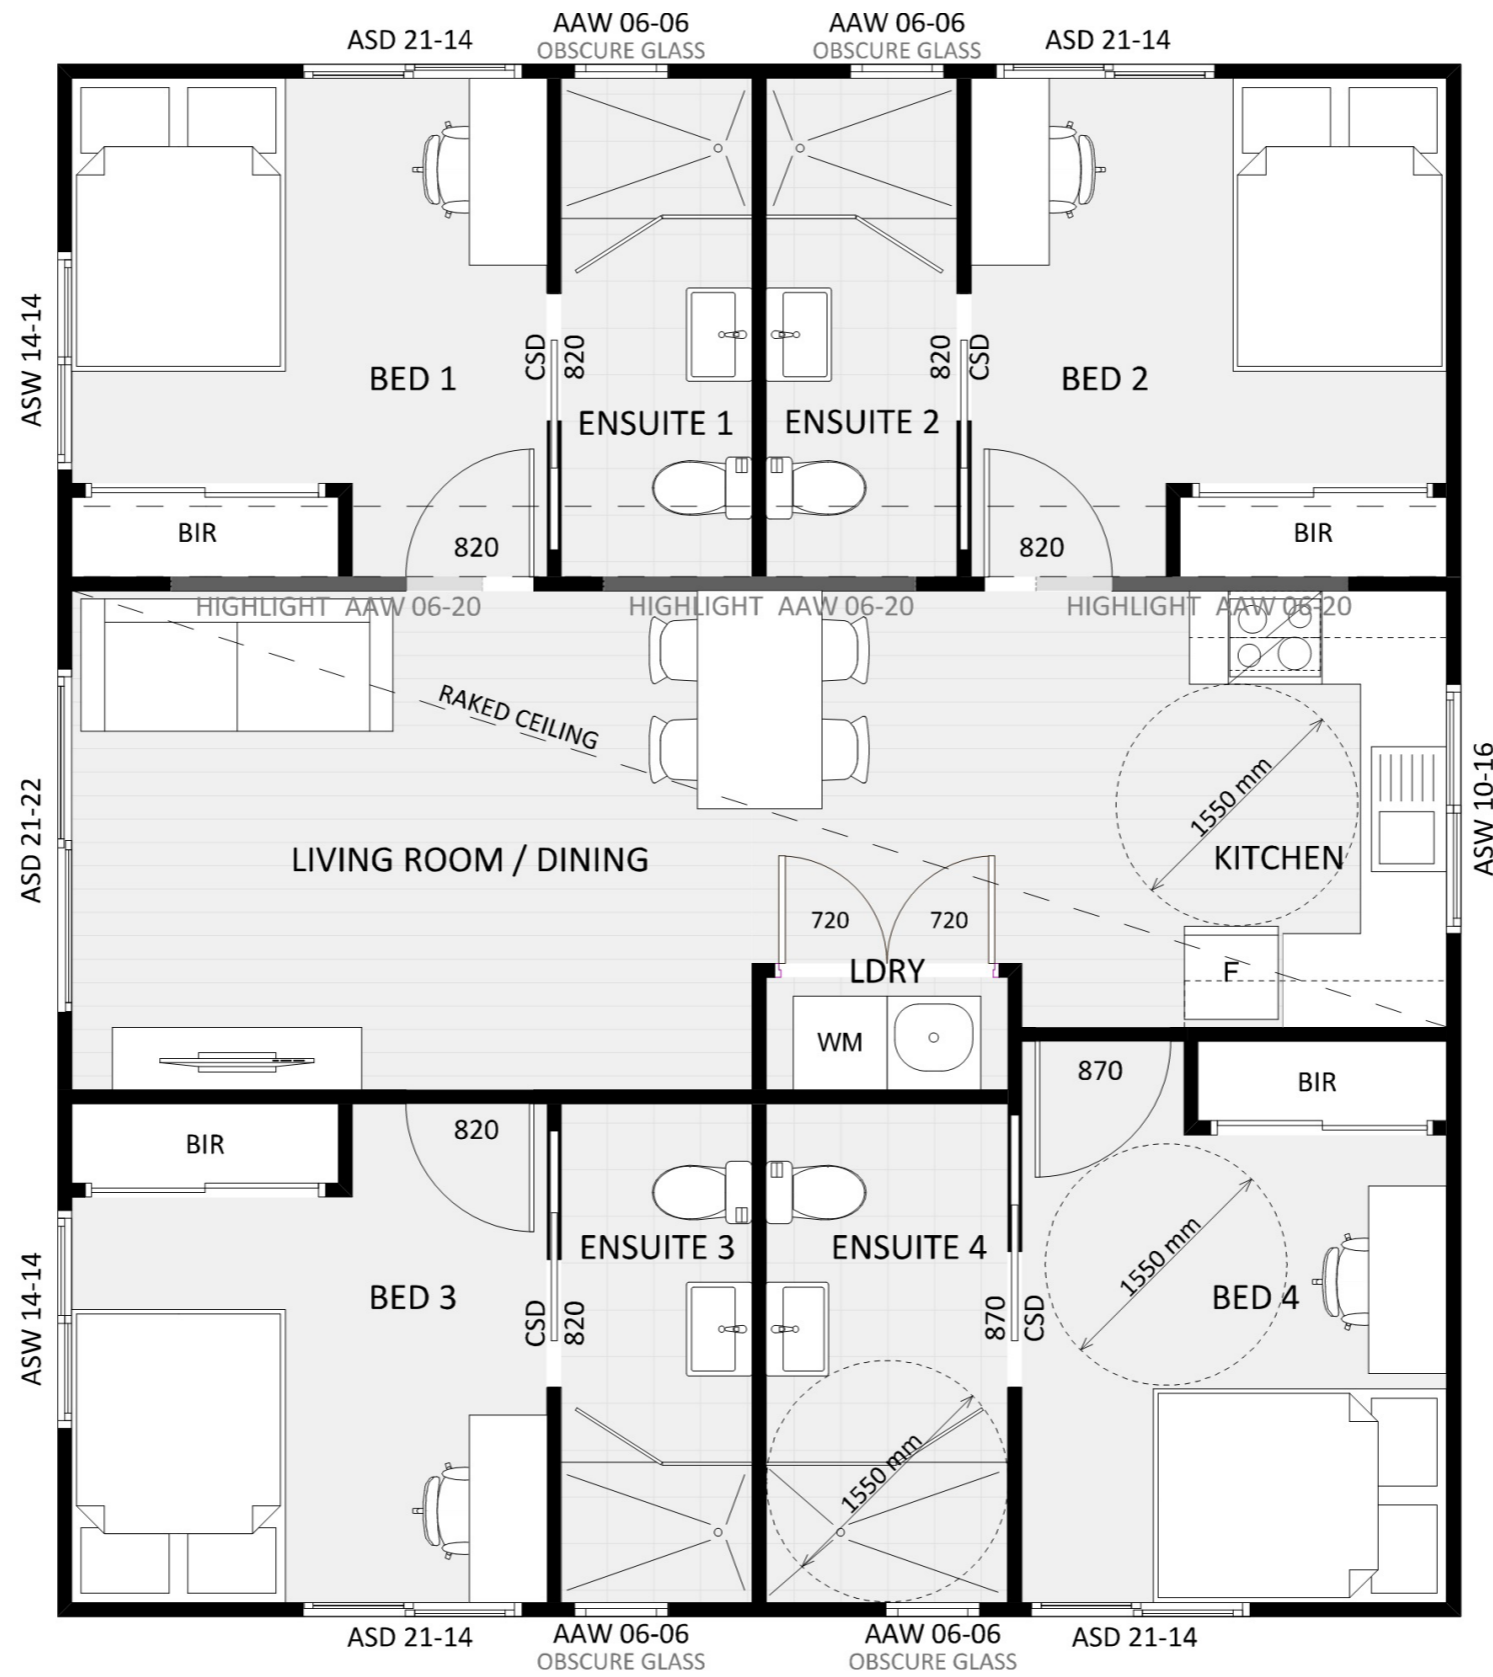 ASD 21-14
AAW 06-06
OBSCURE GLASS
AAW 06-06
OBSCURE GLASS
ASD 21-14
ASW 14-14
BED 1
CSD
820
ENSUITE 1
ENSUITE 2
820
CSD
BED 2
BIR
820
820
BIR
HIGHLIGHT AAW 06-20
HIGHLIGHT AAW 06-20
HIGHLIGHT AAW 06-20
RAKED CEILING
ASD 21-22
LIVING ROOM / DINING
1550 mm
KITCHEN
ASW 10-16
720
720
LDRY
F
WM
870
BIR
BIR
820
ASW 14-14
BED 3
CSD
820
ENSUITE 3
ENSUITE 4
870
CSD
1550 mm
BED 4
1550 mm
ASD 21-14
AAW 06-06
OBSCURE GLASS
AAW 06-06
OBSCURE GLASS
ASD 21-14